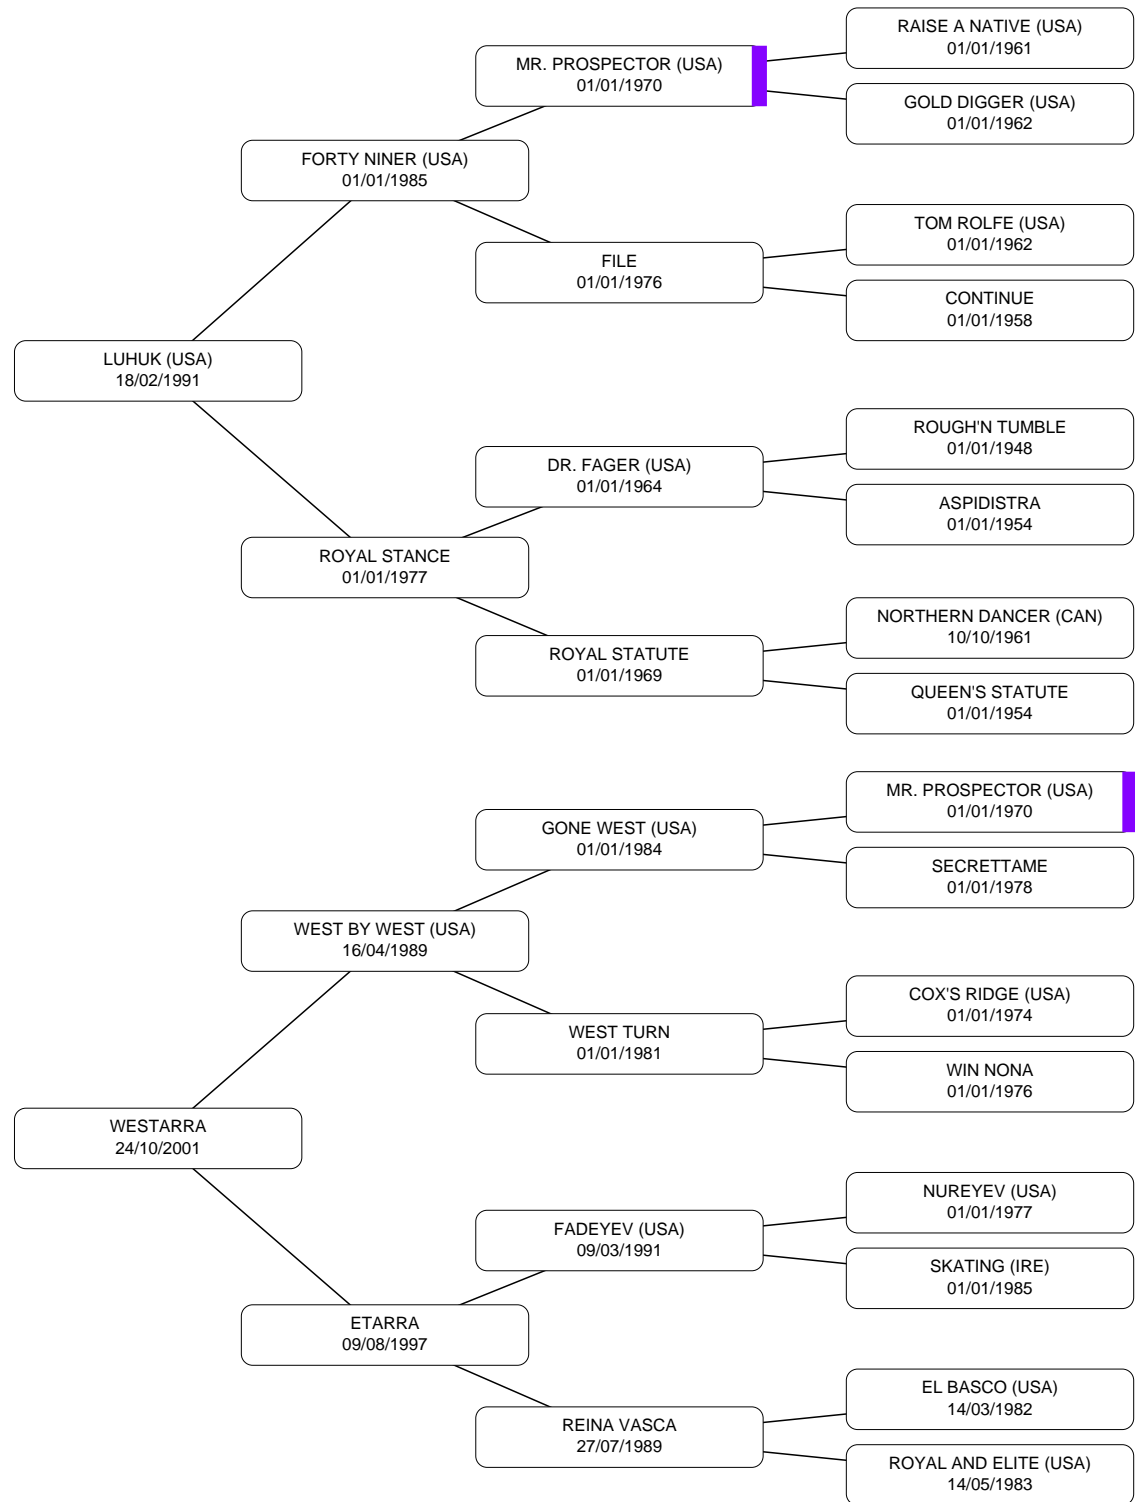 RAISE A NATIVE (USA)
01/01/1961
MR. PROSPECTOR (USA)
01/01/1970
GOLD DIGGER (USA)
01/01/1962
FORTY NINER (USA)
01/01/1985
TOM ROLFE (USA)
01/01/1962
FILE
01/01/1976
CONTINUE
01/01/1958
LUHUK (USA)
18/02/1991
ROUGH'N TUMBLE
01/01/1948
DR. FAGER (USA)
01/01/1964
ASPIDISTRA
01/01/1954
ROYAL STANCE
01/01/1977
NORTHERN DANCER (CAN)
10/10/1961
ROYAL STATUTE
01/01/1969
QUEEN'S STATUTE
01/01/1954
MR. PROSPECTOR (USA)
01/01/1970
GONE WEST (USA)
01/01/1984
SECRETTAME
01/01/1978
WEST BY WEST (USA)
16/04/1989
COX'S RIDGE (USA)
01/01/1974
WEST TURN
01/01/1981
WIN NONA
01/01/1976
WESTARRA
24/10/2001
NUREYEV (USA)
01/01/1977
FADEYEV (USA)
09/03/1991
SKATING (IRE)
01/01/1985
ETARRA
09/08/1997
EL BASCO (USA)
14/03/1982
REINA VASCA
27/07/1989
ROYAL AND ELITE (USA)
14/05/1983